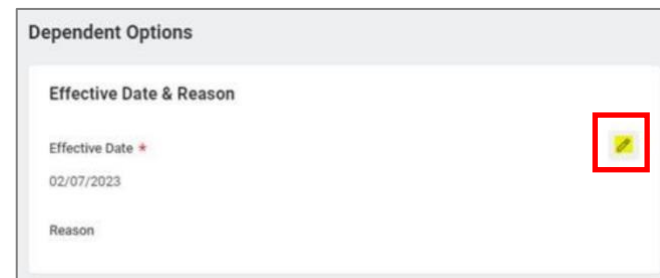 Dependent Options
Effective Date & Reason
Effective Date *
02/07/2023
Reason